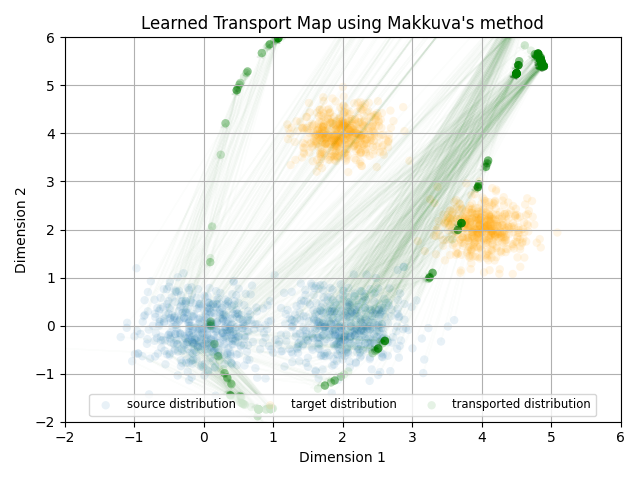 Learned Transport Map using Makkuva's method
6
5
4
3
2
1
0
−1
−2
Dimension 2
source distribution target distribution transported distribution
−2 −1 0 1 2 3 4 5 6
Dimension 1